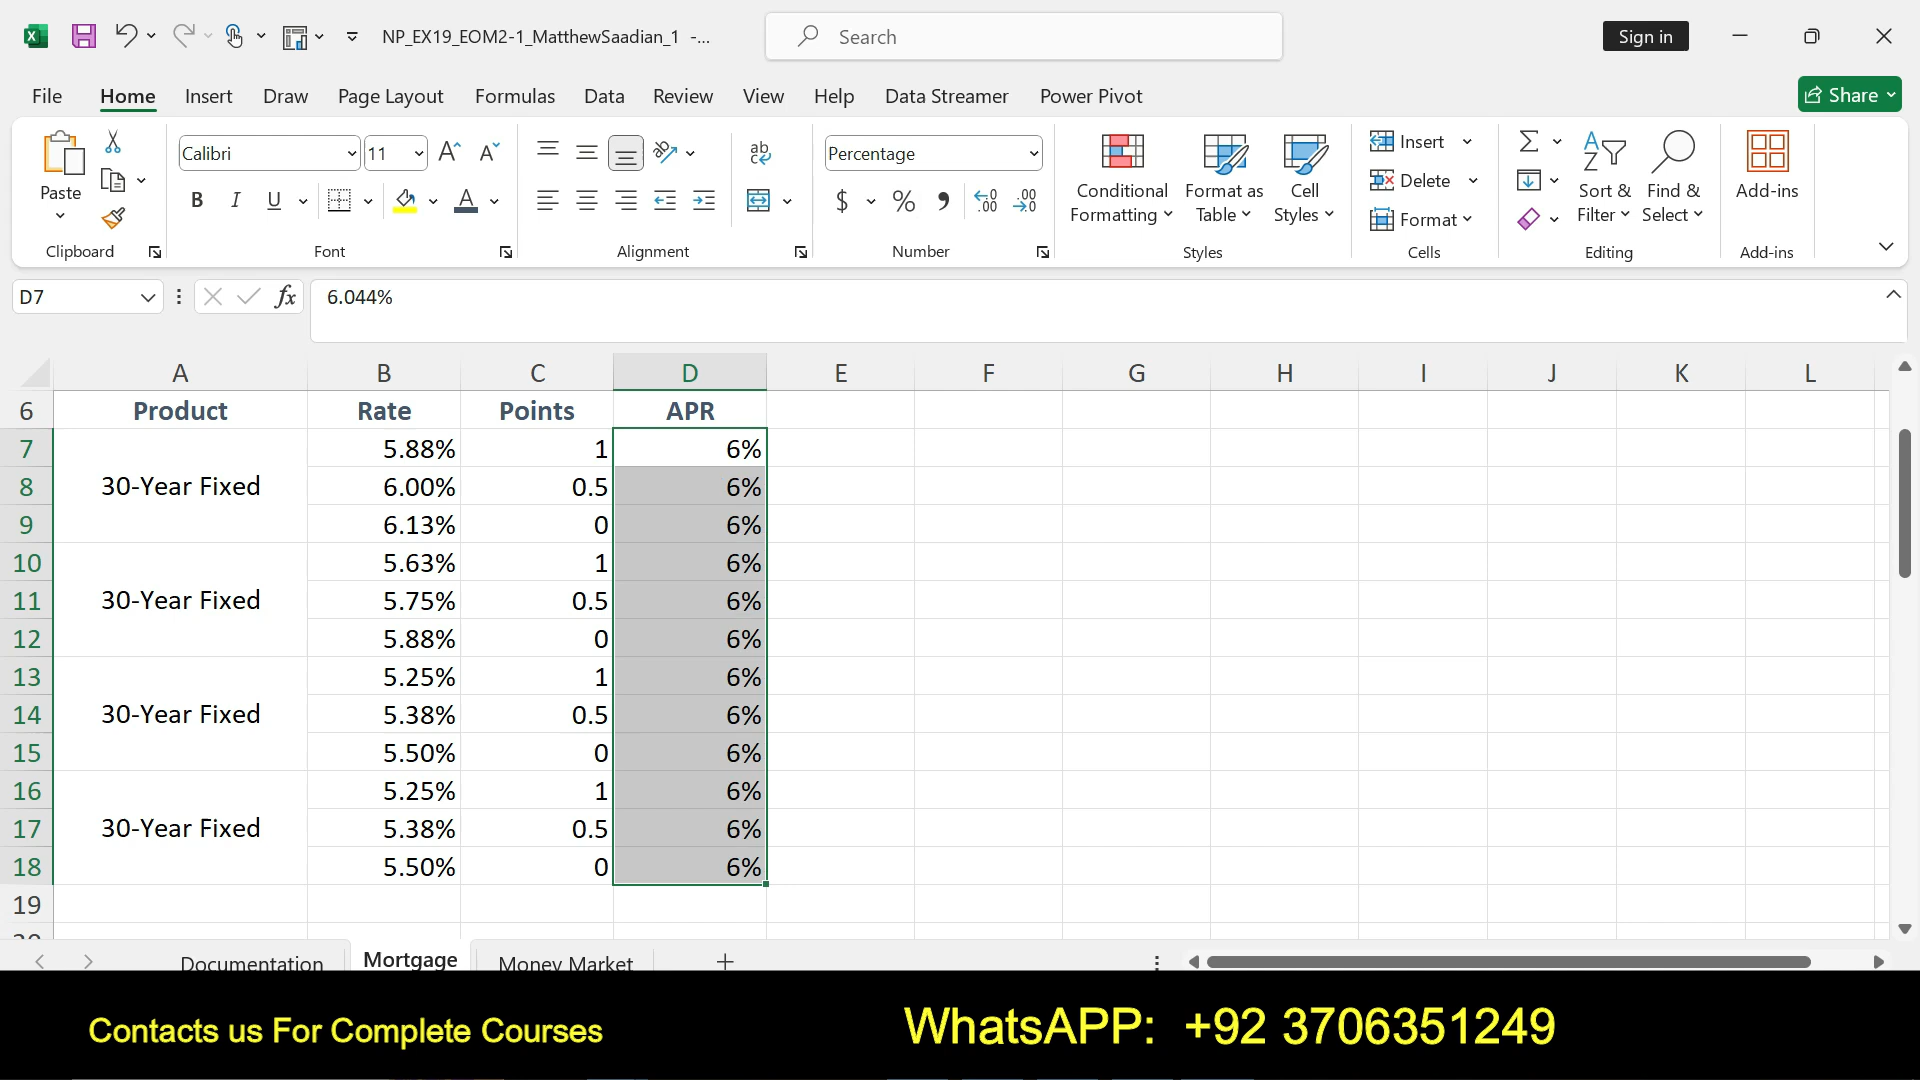 NP_EX19_EOM2-1_MatthewSaadian_1 -...
Search
Sign in
File Home Insert Draw Page Layout Formulas Data Review View Help Data Streamer Power Pivot
Share
Paste
Clipboard
Calibri 11
B I U
Font
ab
Alignment
Percentage
$ % 9
Number
Conditional Formatting
Format as Table
Cell Styles
Styles
Insert
Delete
Format
Cells
Sort & Filter
Find & Select
Editing
Add-ins
Add-ins
D7 fx 6.044%
A B C D E F G H I J K L
6 Product Rate Points APR
7 5.88% 1 6%
8 30-Year Fixed 6.00% 0.5 6%
9 6.13% 0 6%
10 5.63% 1 6%
11 30-Year Fixed 5.75% 0.5 6%
12 5.88% 0 6%
13 5.25% 1 6%
14 30-Year Fixed 5.38% 0.5 6%
15 5.50% 0 6%
16 5.25% 1 6%
17 30-Year Fixed 5.38% 0.5 6%
18 5.50% 0 6%
19
Documentation Mortgage Money Market
Contacts us For Complete Courses
WhatsAPP: +92 3706351249